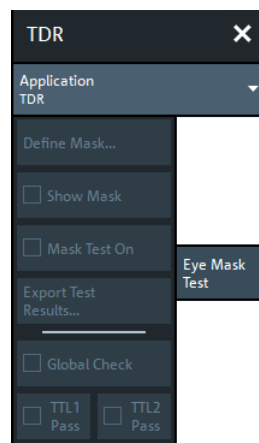 TDR
Application
TDR
Define Mask...
Show Mask
Mask Test On
Eye Mask
Test
Export Test
Results...
Global Check
TTL1
Pass
TTL2
Pass